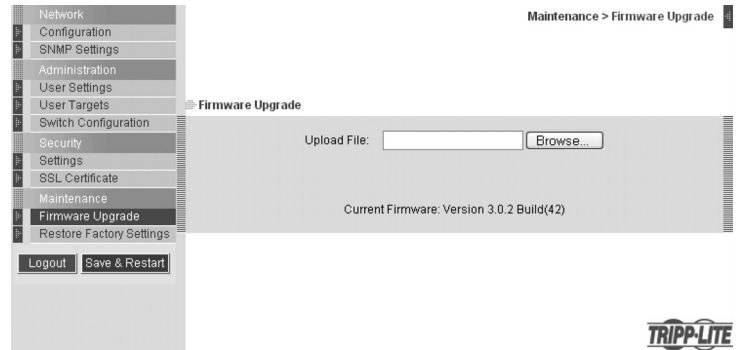 Network
Configuration
SNMP Settings
Administration
User Settings
User Targets
Switch Configuration
Security
Settings
SSL Certificate
Maintenance
Firmware Upgrade
Restore Factory Settings
Logout
Save & Restart
Maintenance > Firmware Upgrade
Firmware Upgrade
Upload File:
Browse...
Current Firmware: Version 3.0.2 Build(42)
TRIPP·LITE